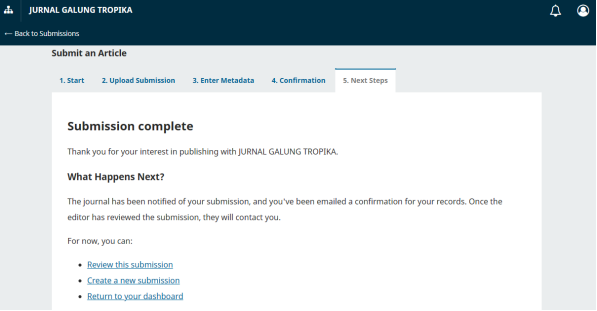 JURNAL GALUNG TROPIKA
← Back to Submissions
Submit an Article
1. Start 2. Upload Submission 3. Enter Metadata 4. Confirmation 5. Next Steps
Submission complete
Thank you for your interest in publishing with JURNAL GALUNG TROPIKA.
What Happens Next?
The journal has been notified of your submission, and you've been emailed a confirmation for your records. Once the
editor has reviewed the submission, they will contact you.
For now, you can:
• Review this submission
• Create a new submission
• Return to your dashboard